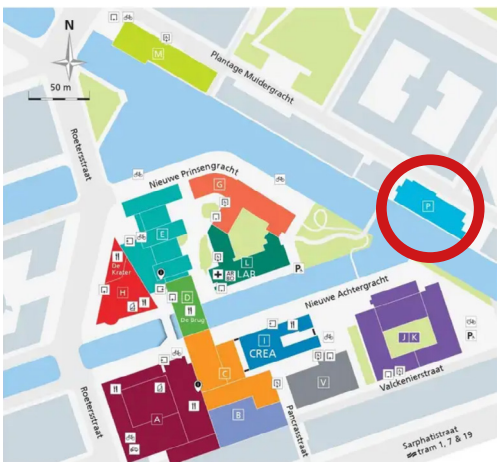 N
50 m
M
Plantage Muidergracht
Roetersstraat
Nieuwe Prinsengracht
G
P
E
De
Krater
L
LAB
H
D
De Brug
P
Nieuwe Achtergracht
I
CREA
J K
P
C
V
Valckenierstraat
A
B
Roetersstraat
Pancrasstraat
Sarphatistraat
tram 1, 7 & 19